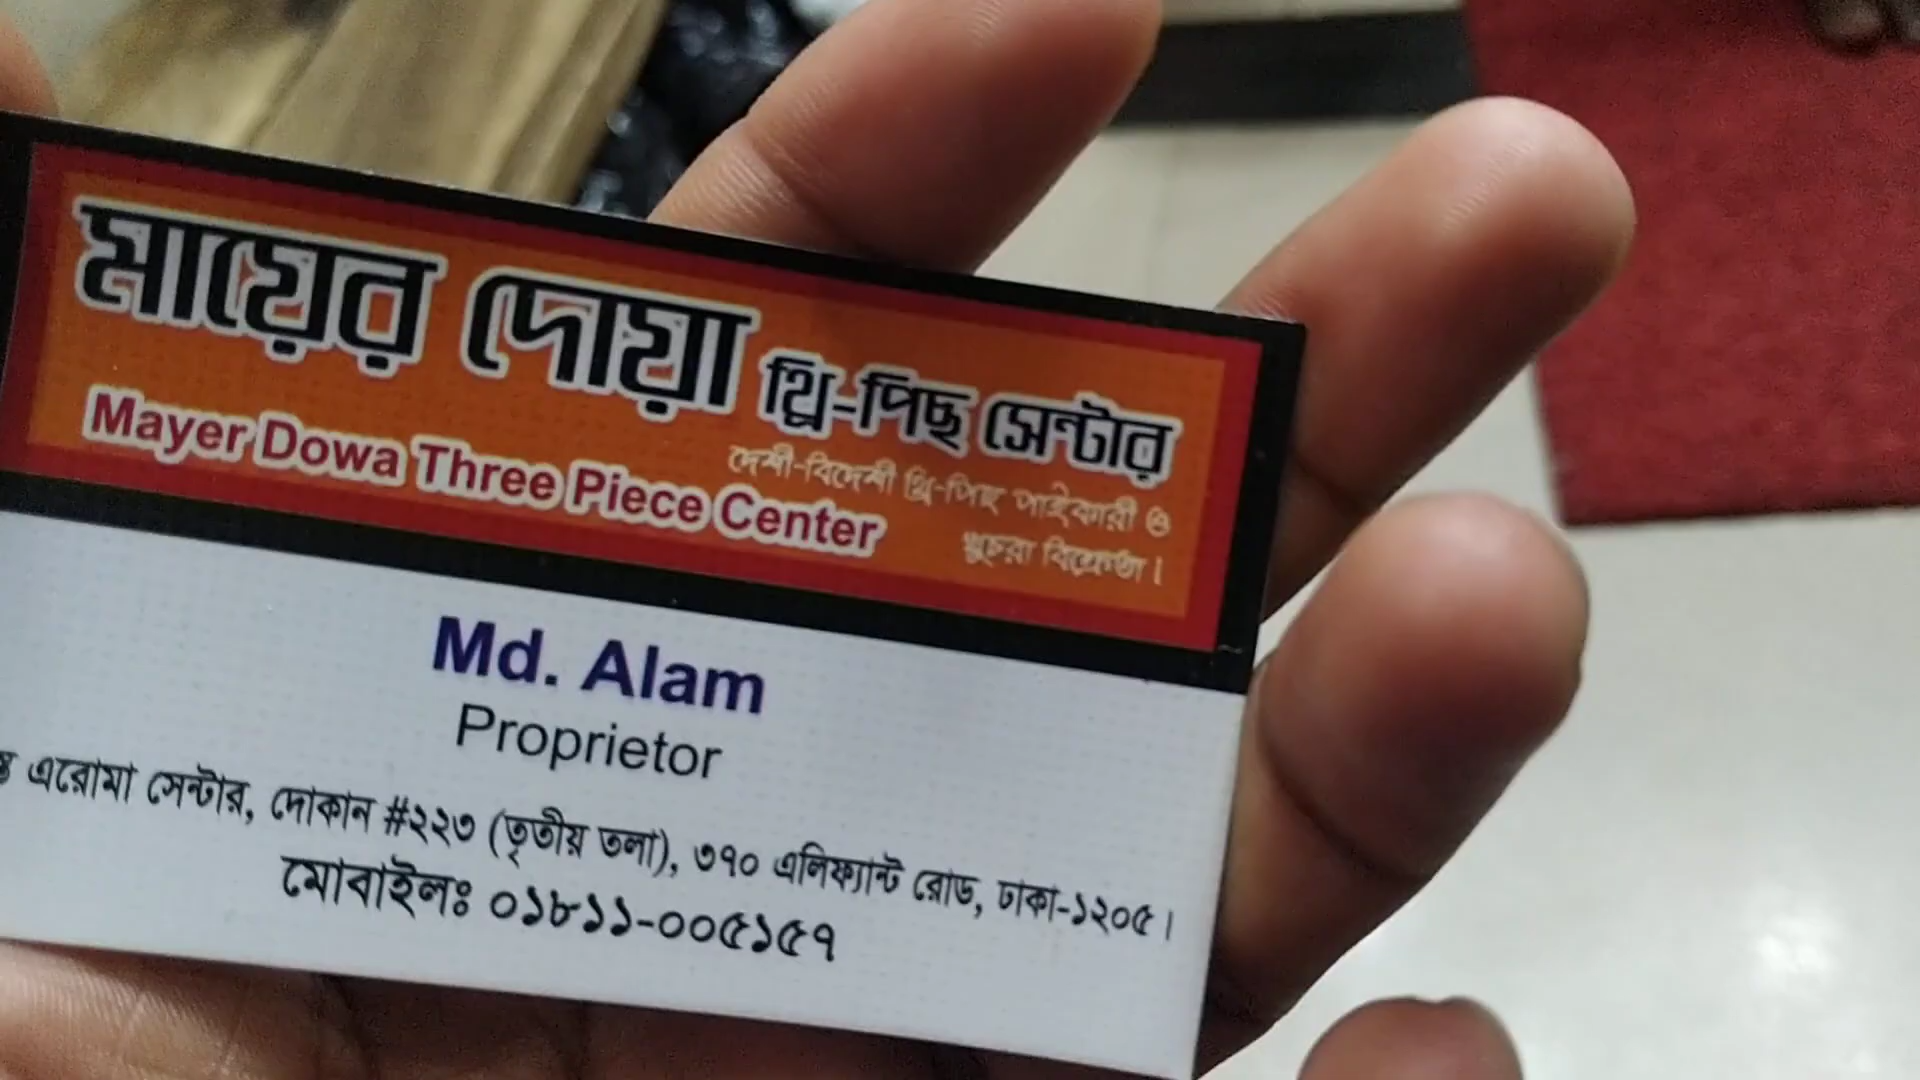 মায়ের দোয়া থ্রি-পিছ সেন্টার
Mayer Dowa Three Piece Center
দেশী-বিদেশী থ্রি-পিছ পাইকারী ও
খুচরা বিক্রেতা।
Md. Alam
Proprietor
এরোমা সেন্টার, দোকান #২২৩ (তৃতীয় তলা), ৩৭০ এলিফ্যান্ট রোড, ঢাকা-১২০৫।
মোবাইলঃ ০১৮১১-০০৫১৫৭